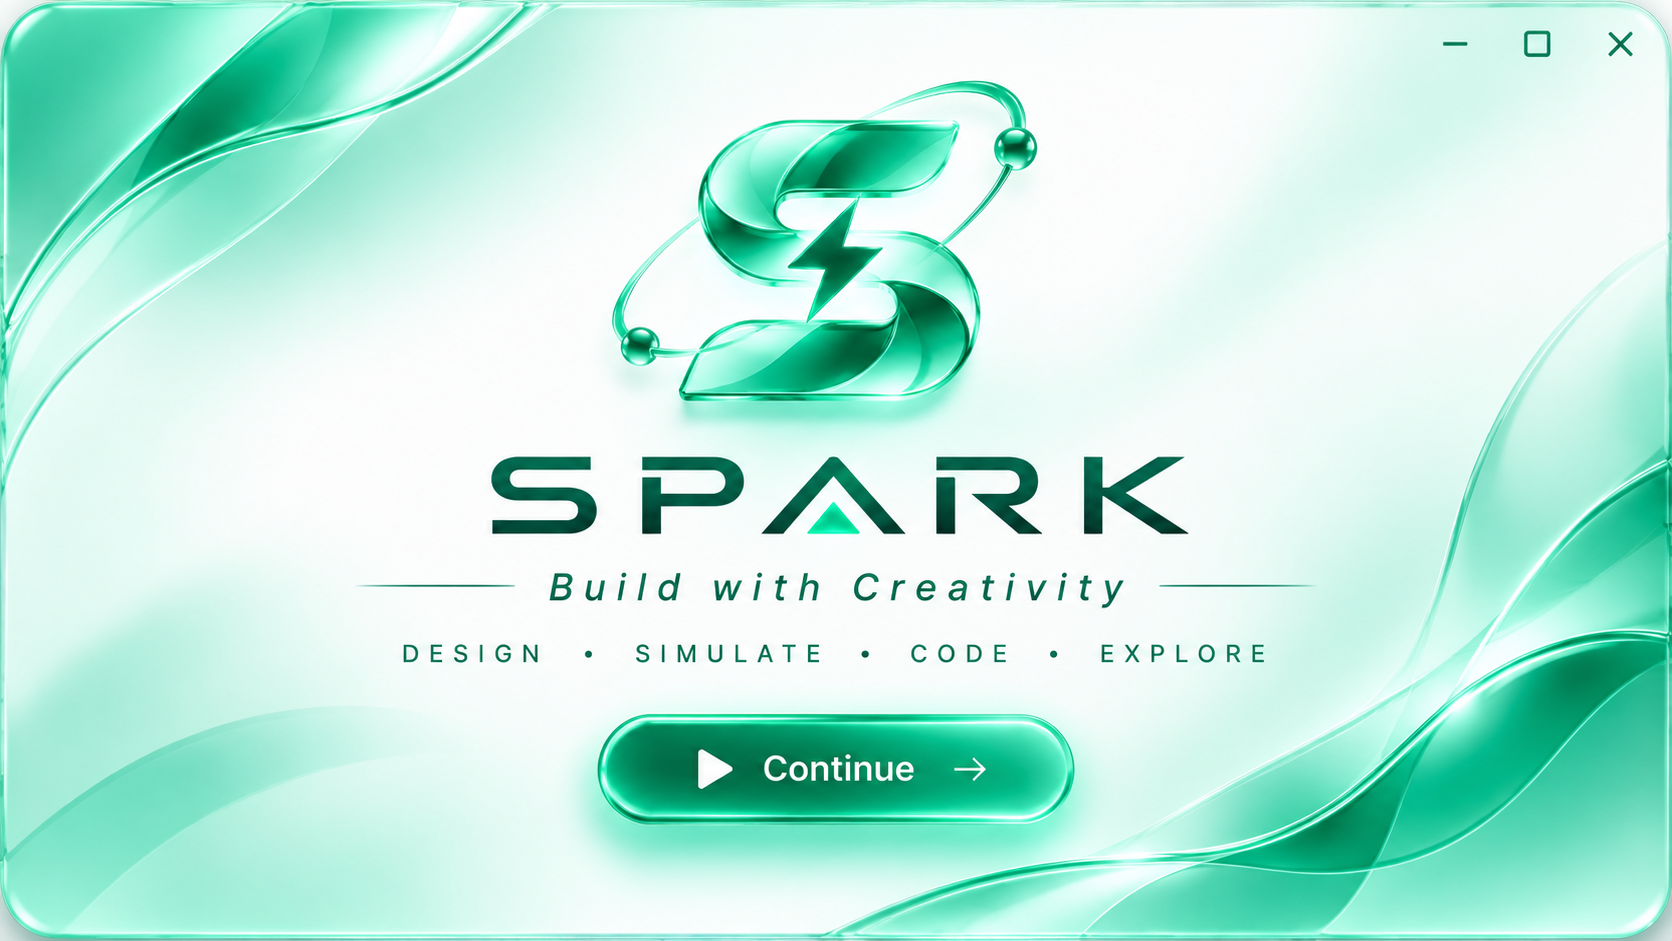 SPARK
Build with Creativity
DESIGN • SIMULATE • CODE • EXPLORE
Continue →